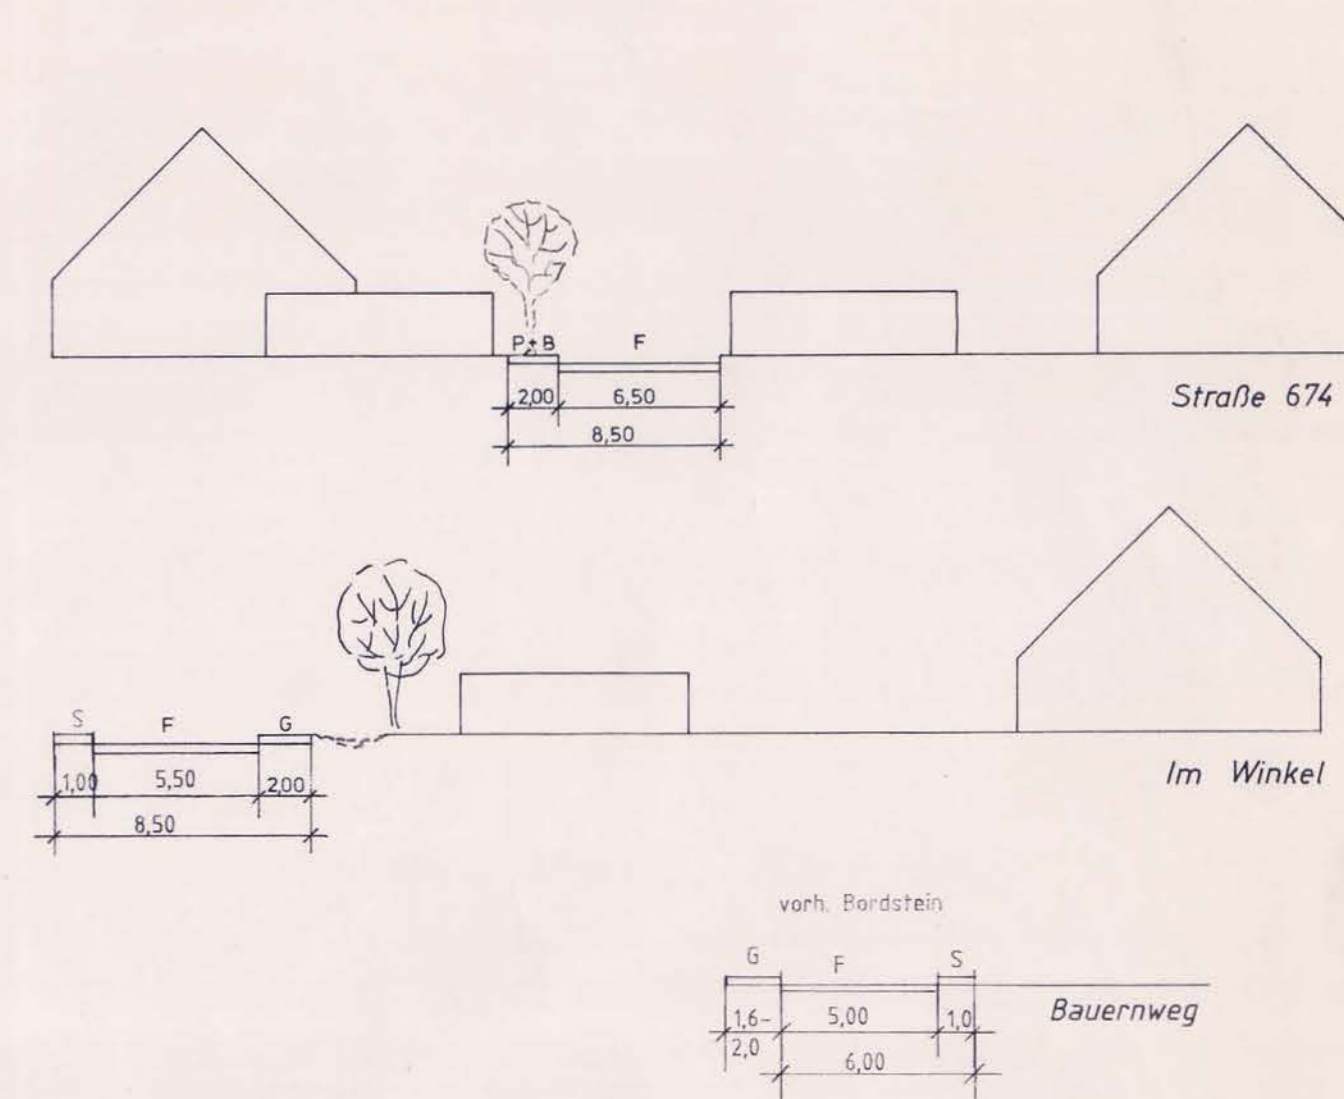 P+B F
2,00 6,50
8,50
Straße 674
S F G
1,00 5,50 2,00
8,50
Im Winkel
vorh. Bordstein
G F S
1,6-
2,0
5,00 1,0
6,00
Bauernweg